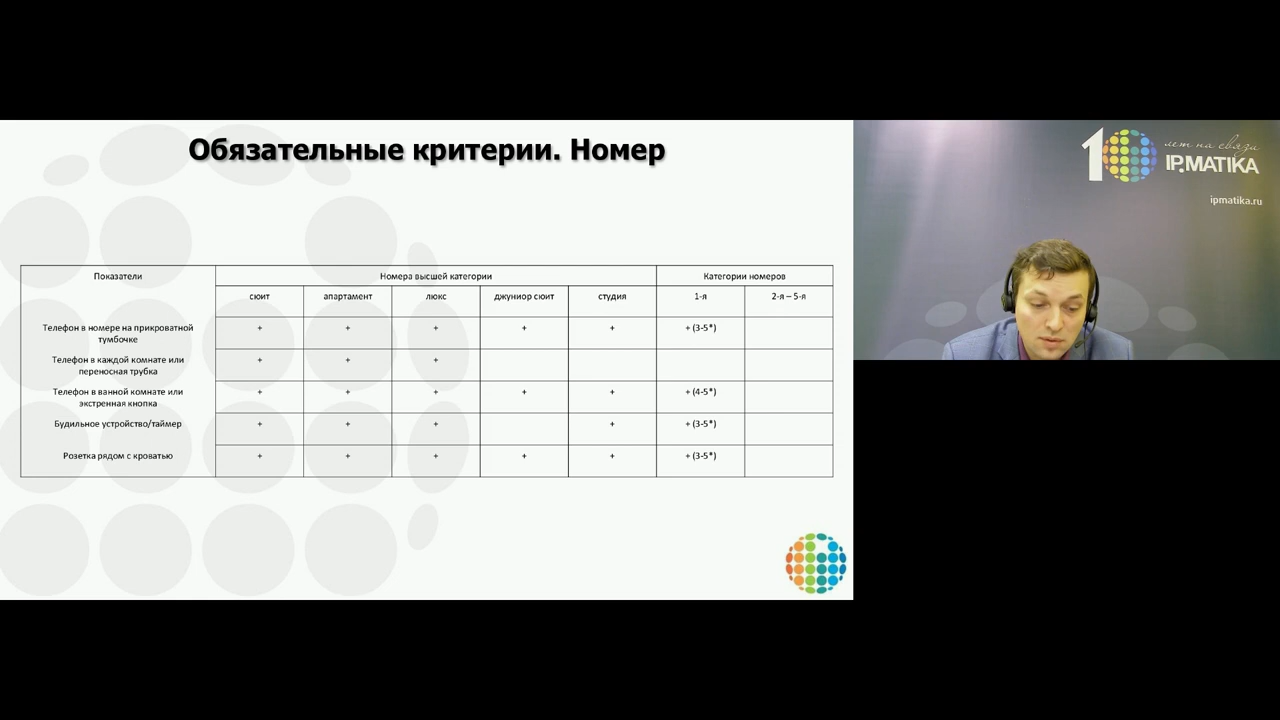 Обязательные критерии. Номер
Показатели
Номера высшей категории
Категории номеров
сюит
апартамент
люкс
джуниор сюит
студия
1-я
2-я – 5-я
Телефон в номере на прикроватной
тумбочке
+ + + + + + (3-5*)
Телефон в каждой комнате или
переносная трубка
+ + +
Телефон в ванной комнате или
экстренная кнопка
+ + + + + + (4-5*)
Будильное устройство/таймер
+ + + + + (3-5*)
Розетка рядом с кроватью
+ + + + + + (3-5*)
10 лет на связи
IPMATIKA
ipmatika.ru